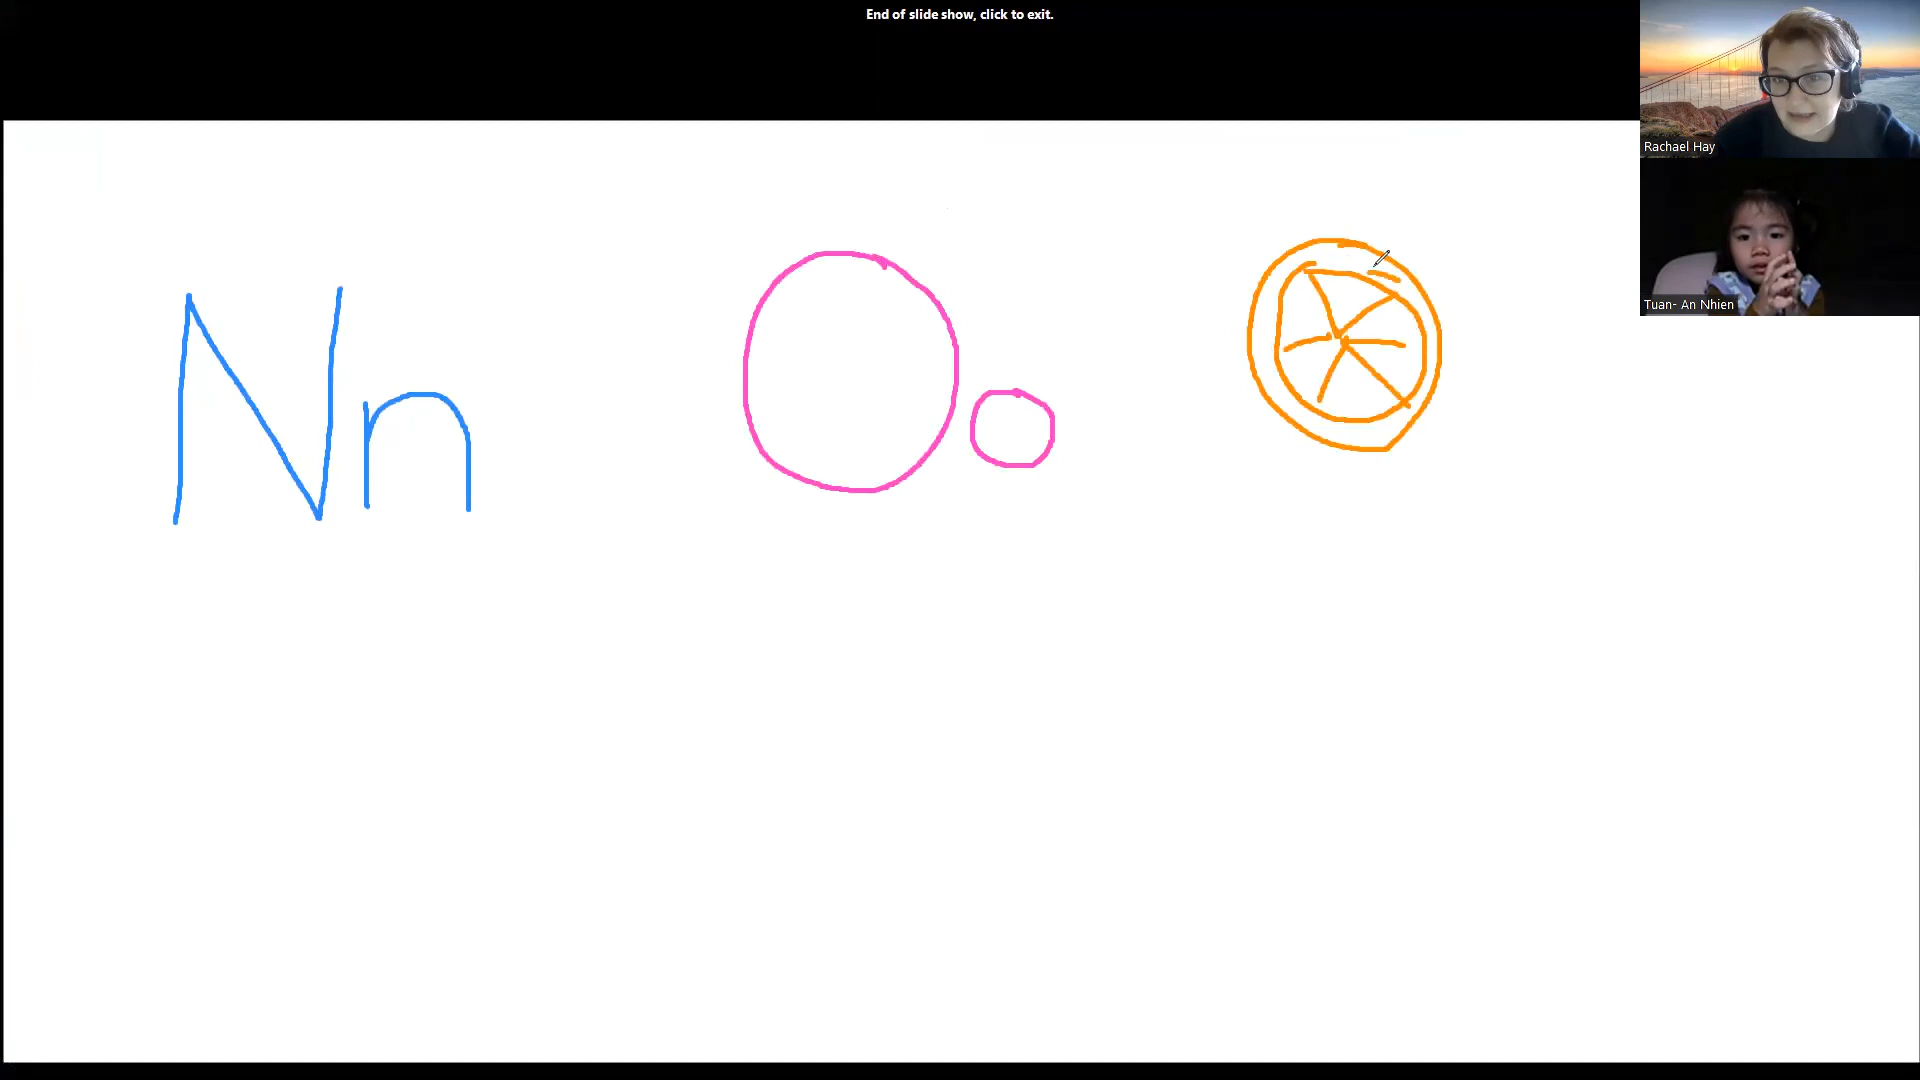 End of slide show, click to exit.
Rachael Hay
Tuan- An Nhien
Nn
Oo